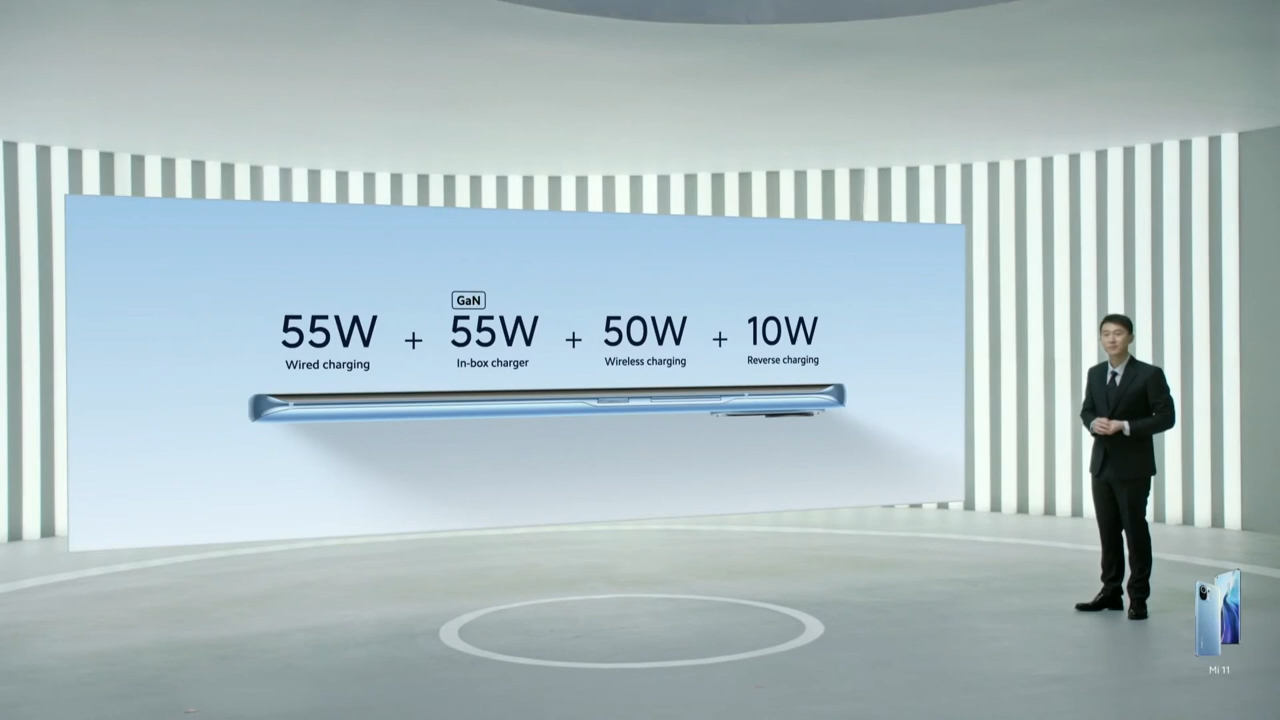 GaN
55W + 55W + 50W + 10W
Wired charging In-box charger Wireless charging Reverse charging
Mi 11